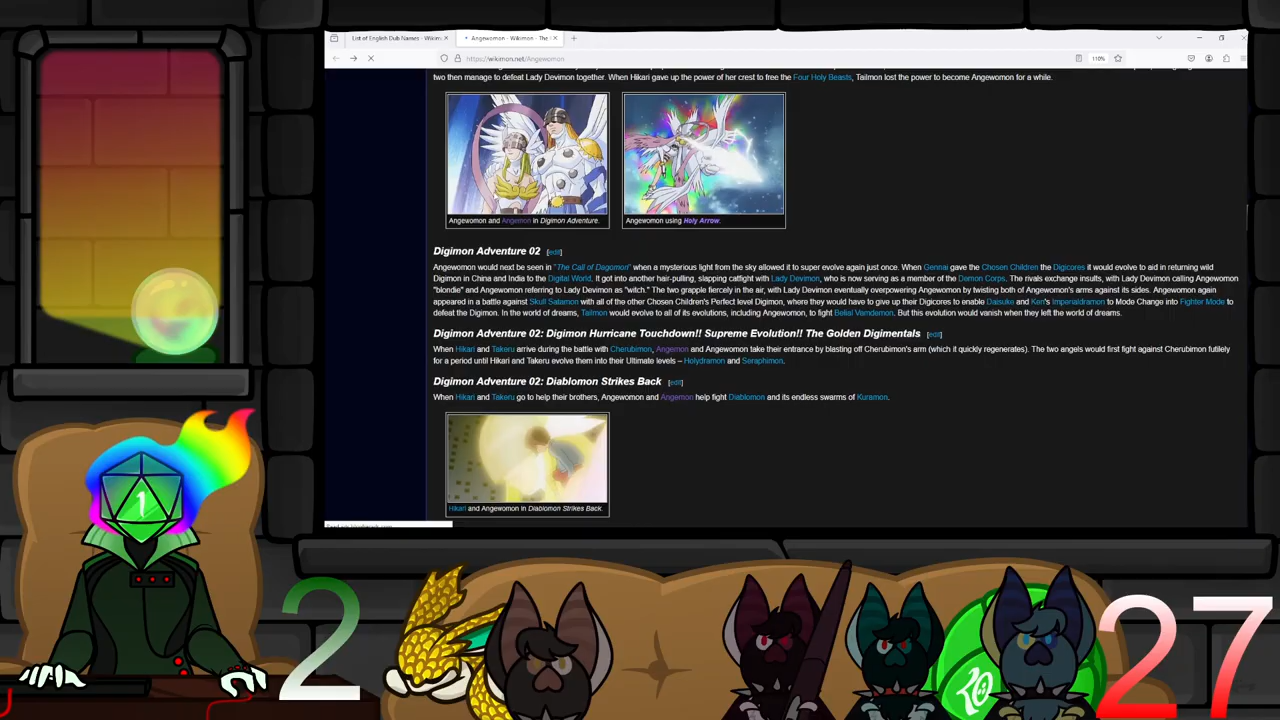 List of English Dub Names - Wikim
Angewomon - Wikimon - The
https://wikimon.net/Angewomon
110%
two then manage to defeat Lady Devimon together. When Hikari gave up the power of her crest to free the Four Holy Beasts, Tailmon lost the power to become Angewomon for a while.
Angewomon and Angemon in Digimon Adventure.
Angewomon using Holy Arrow.
Digimon Adventure 02 [edit]
Angewomon would next be seen in "The Call of Dagomon" when a mysterious light from the sky allowed it to super evolve again just once. When Gennai gave the Chosen Children the Digicores it would evolve to aid in returning wild
Digimon in China and India to the Digital World. It got into another hair-pulling, slapping catfight with Lady Devimon, who is now serving as a member of the Demon Corps. The rivals exchange insults, with Lady Devimon calling Angewomon
"blondie" and Angewomon referring to Lady Devimon as "witch." The two grapple fiercely in the air, with Lady Devimon eventually overpowering Angewomon by twisting both of Angewomon's arms against its sides. Angewomon again
appeared in a battle against Skull Satamon with all of the other Chosen Children's Perfect level Digimon, where they would have to give up their Digicores to enable Daisuke and Ken's Imperialdramon to Mode Change into Fighter Mode to
defeat the Digimon. In the world of dreams, Tailmon would evolve to all of its evolutions, including Angewomon, to fight Belial Vamdemon. But this evolution would vanish when they left the world of dreams.
Digimon Adventure 02: Digimon Hurricane Touchdown!! Supreme Evolution!! The Golden Digimentals [edit]
When Hikari and Takeru arrive during the battle with Cherubimon, Angemon and Angewomon take their entrance by blasting off Cherubimon's arm (which it quickly regenerates). The two angels would first fight against Cherubimon futilely
for a period until Hikari and Takeru evolve them into their Ultimate levels – Holydramon and Seraphimon.
Digimon Adventure 02: Diablomon Strikes Back [edit]
When Hikari and Takeru go to help their brothers, Angewomon and Angemon help fight Diablomon and its endless swarms of Kuramon.
Hikari and Angewomon in Diablomon Strikes Back.
1
2
27